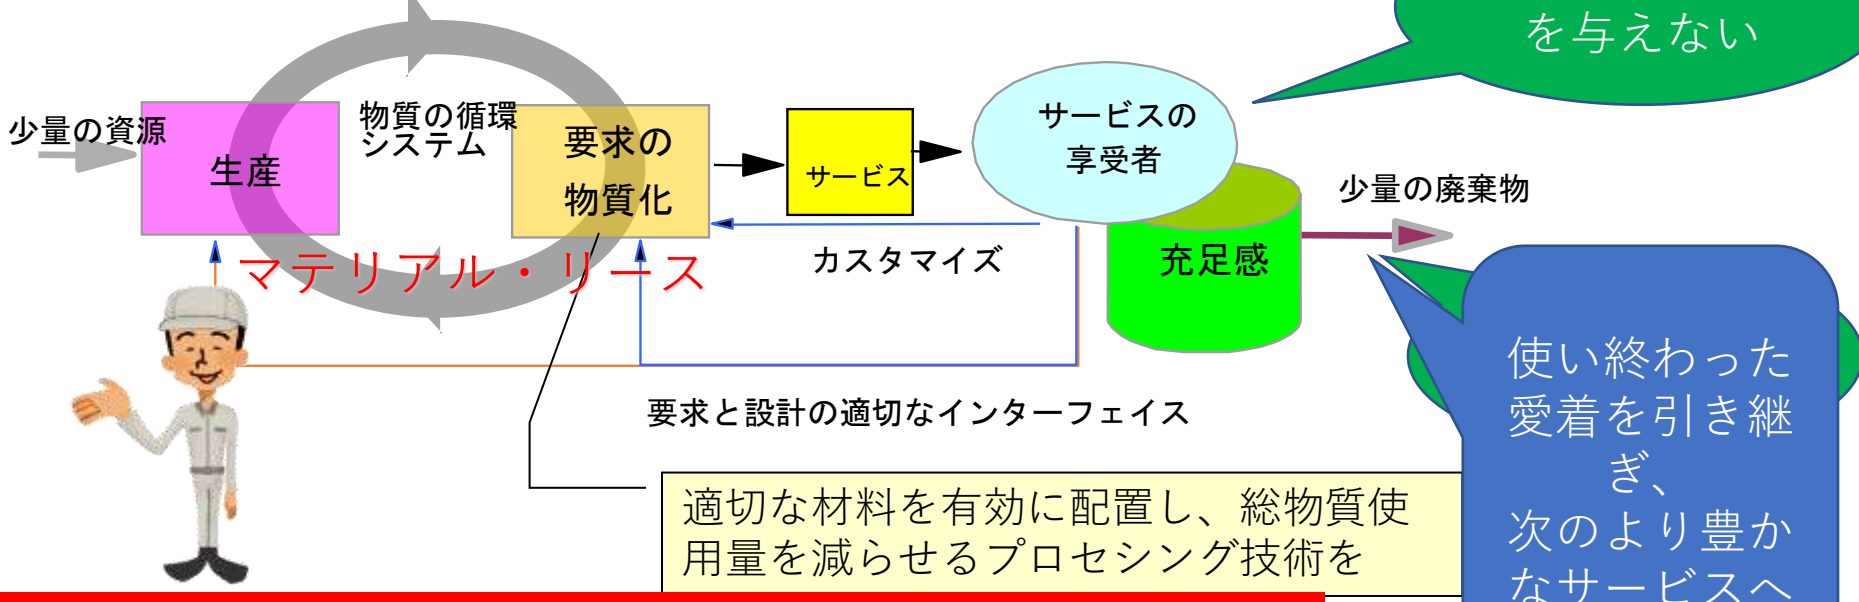 を与えない
少量の資源
生産
物質の循環
システム
要求の
物質化
サービス
サービスの
享受者
少量の廃棄物
充足感
カスタマイズ
マテリアル・リース
要求と設計の適切なインターフェイス
適切な材料を有効に配置し、総物質使
用量を減らせるプロセシング技術を
使い終わった
愛着を引き継
ぎ、
次のより豊か
なサービスへ